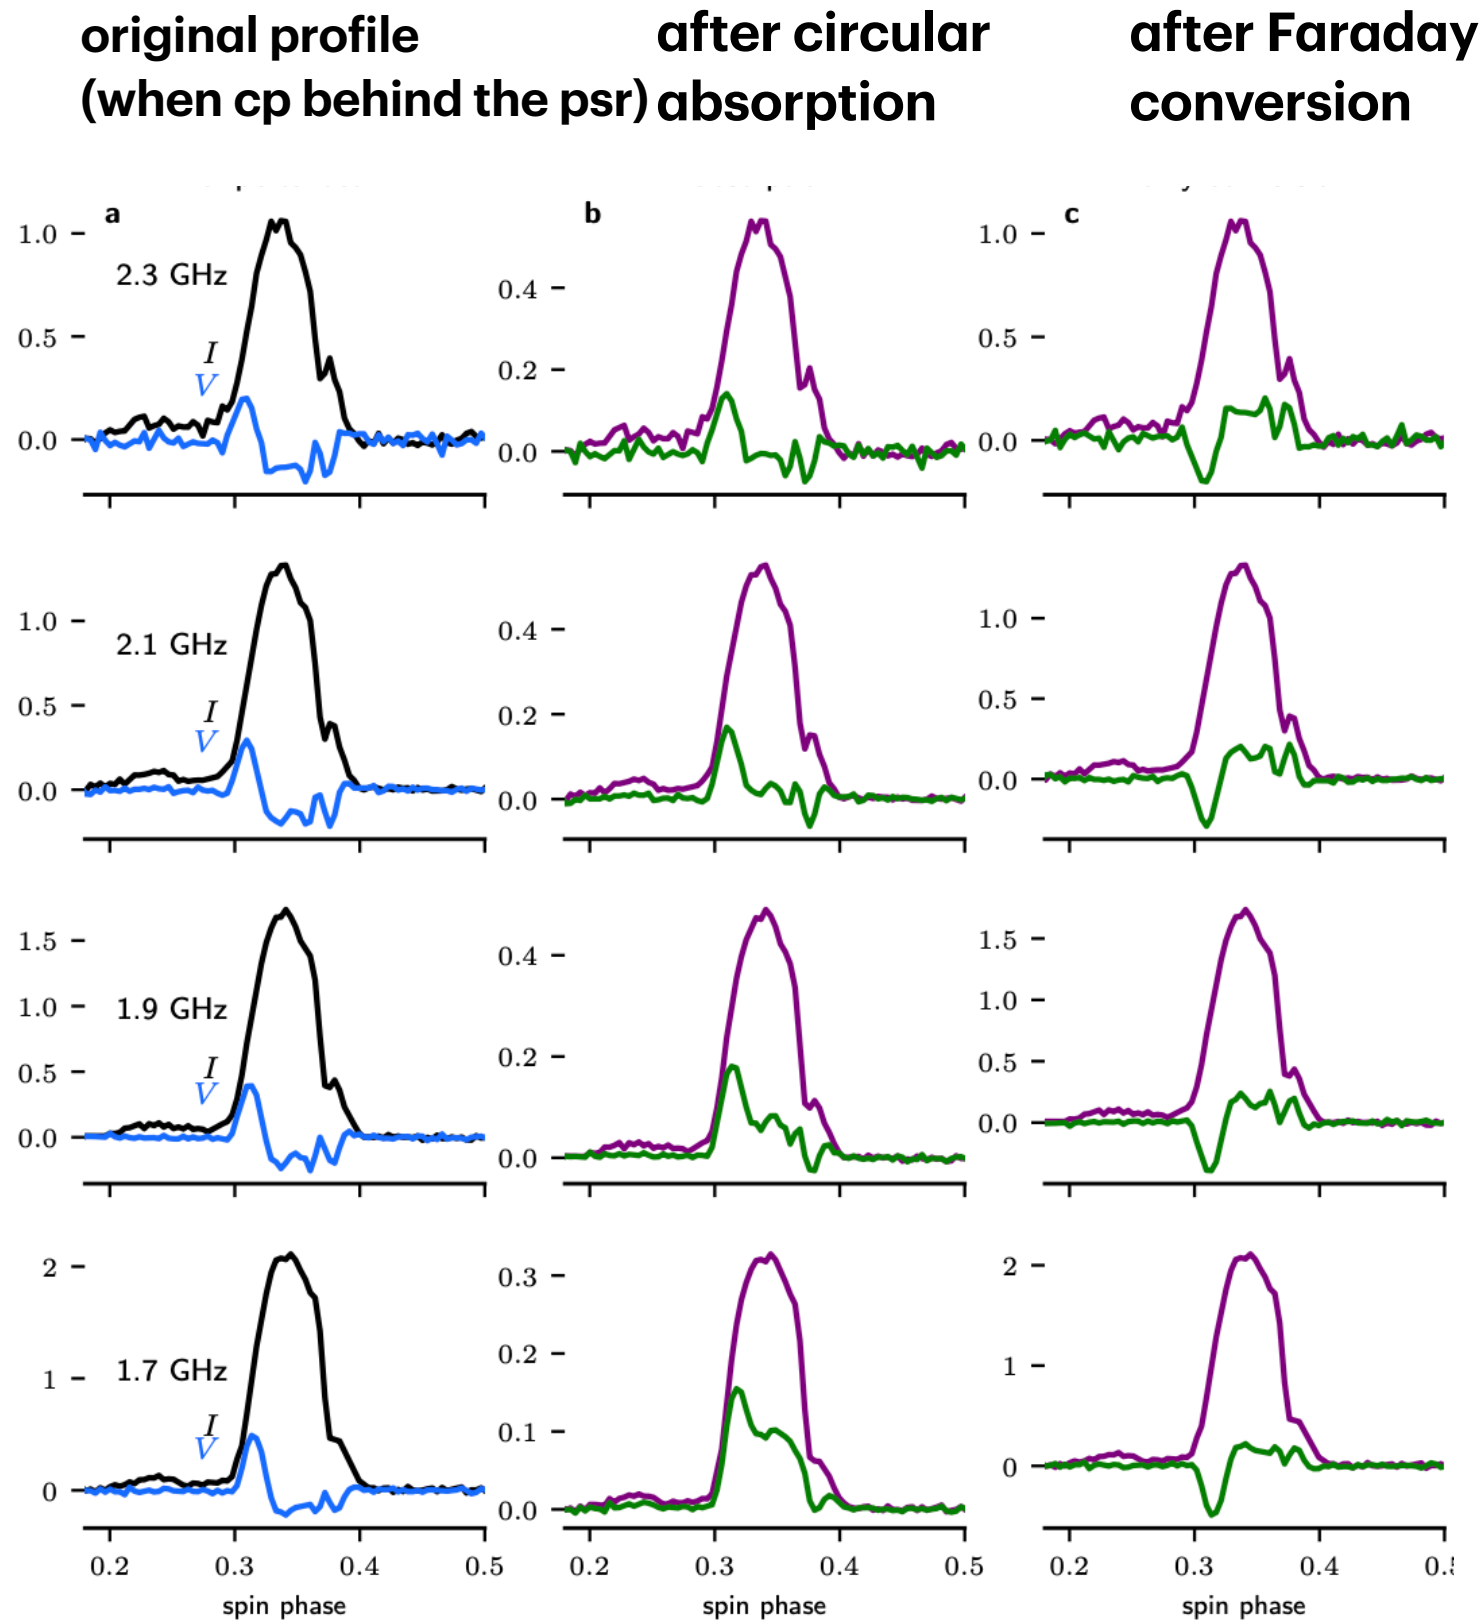 original profile
(when cp behind the psr)
after circular
absorption
after Faraday
conversion
a
b
c
1.0
0.5
0.0
2.3 GHz
I
V
0.4
0.2
0.0
1.0
0.5
0.0
1.0
0.5
0.0
2.1 GHz
I
V
0.4
0.2
0.0
1.0
0.5
0.0
1.5
1.0
0.5
0.0
1.9 GHz
I
V
0.4
0.2
0.0
1.5
1.0
0.5
0.0
2
1
0
1.7 GHz
I
V
0.3
0.2
0.1
0.0
2
1
0
0.2 0.3 0.4 0.5
spin phase
0.2 0.3 0.4 0.5
spin phase
0.2 0.3 0.4
spin phase